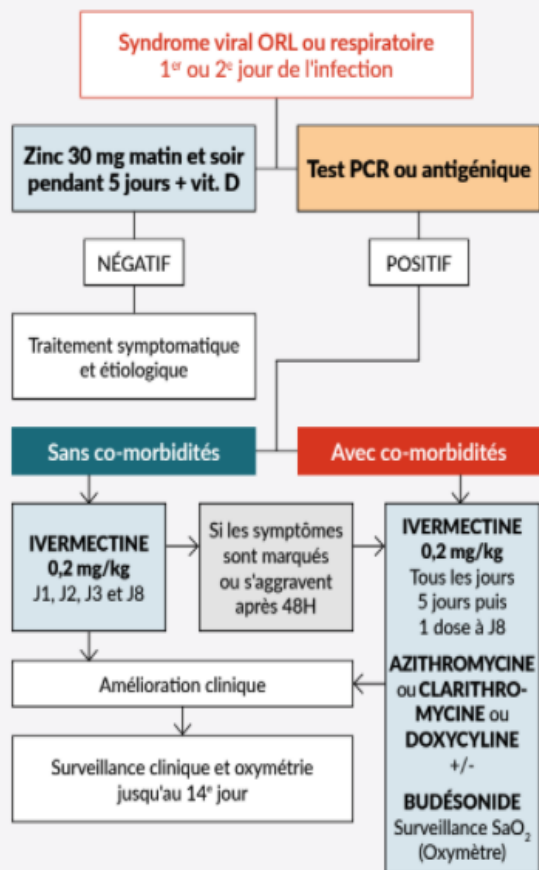 Syndrome viral ORL ou respiratoire
1er ou 2e jour de l'infection
Zinc 30 mg matin et soir
pendant 5 jours + vit. D
Test PCR ou antigénique
NÉGATIF
POSITIF
Traitement symptomatique
et étiologique
Sans co-morbidités
Avec co-morbidités
IVERMECTINE
0,2 mg/kg
J1, J2, J3 et J8
Si les symptômes
sont marqués
ou s'aggravent
après 48H
IVERMECTINE
0,2 mg/kg
Tous les jours
5 jours puis
1 dose à J8
AZITHROMYCINE
ou CLARITHRO-
MYCINE ou
DOXYCYLINE
+/-
BUDÉSONIDE
Surveillance SaO2
(Oxymètre)
Amélioration clinique
Surveillance clinique et oxymétrie
jusqu'au 14e jour